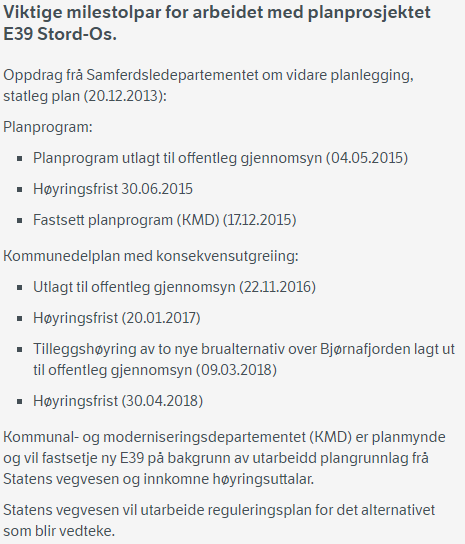 Viktige milestolpar for arbeidet med planprosjektet
E39 Stord-Os.
Oppdrag frå Samferdsledepartementet om vidare planlegging,
statleg plan (20.12.2013):
Planprogram:
▪ Planprogram utlagt til offentleg gjennomsyn (04.05.2015)
▪ Høyringsfrist 30.06.2015
▪ Fastsett planprogram (KMD) (17.12.2015)
Kommunedelplan med konsekvensutgreiing:
▪ Utlagt til offentleg gjennomsyn (22.11.2016)
▪ Høyringsfrist (20.01.2017)
▪ Tilleggshøyring av to nye brualternativ over Bjørnafjorden lagt ut
til offentleg gjennomsyn (09.03.2018)
▪ Høyringsfrist (30.04.2018)
Kommunal- og moderniseringsdepartementet (KMD) er planmynde
og vil fastsetje ny E39 på bakgrunn av utarbeidd plangrunnlag frå
Statens vegvesen og innkomne høyringsuttalar.
Statens vegvesen vil utarbeide reguleringsplan for det alternativet
som blir vedteke.